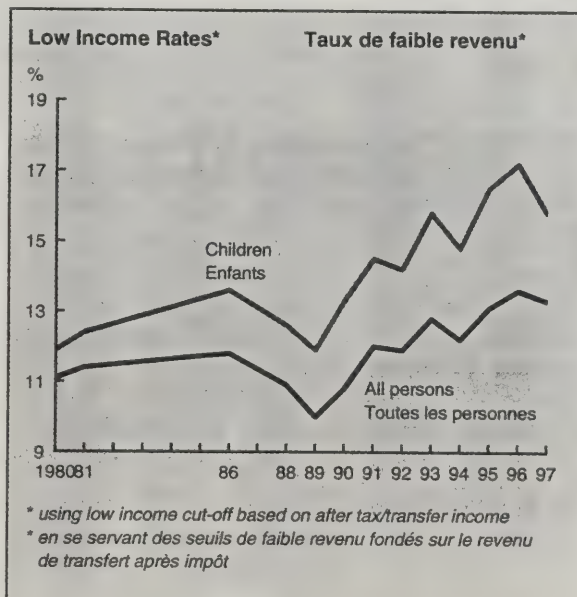 Low Income Rates*
Taux de faible revenu*
%
19
17
15
13
11
9
Children
Enfants
All persons
Toutes les personnes
1980 81 86 88 89 90 91 92 93 94 95 96 97
* using low income cut-off based on after tax/transfer income
* en se servant des seuils de faible revenu fondés sur le revenu
de transfert après impôt